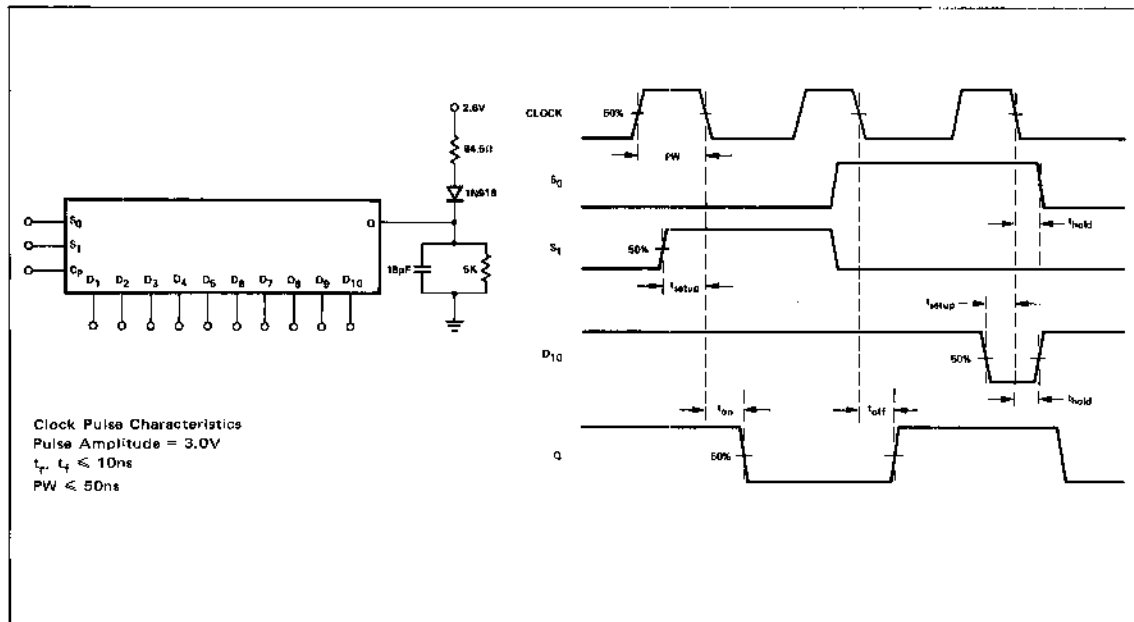 2.6V
84.5Ω
1N916
Q
S0
S1
CP
D1 D2 D3 D4 D5 D6 D7 D8 D9 D10
18pF
5K
Clock Pulse Characteristics
Pulse Amplitude = 3.0V
tr, tf ≤ 10ns
PW ≤ 50ns
CLOCK
50%
PW
S0
thold
S1
50%
tsetup
tsetup
D10
50%
thold
ton
toff
Q
50%